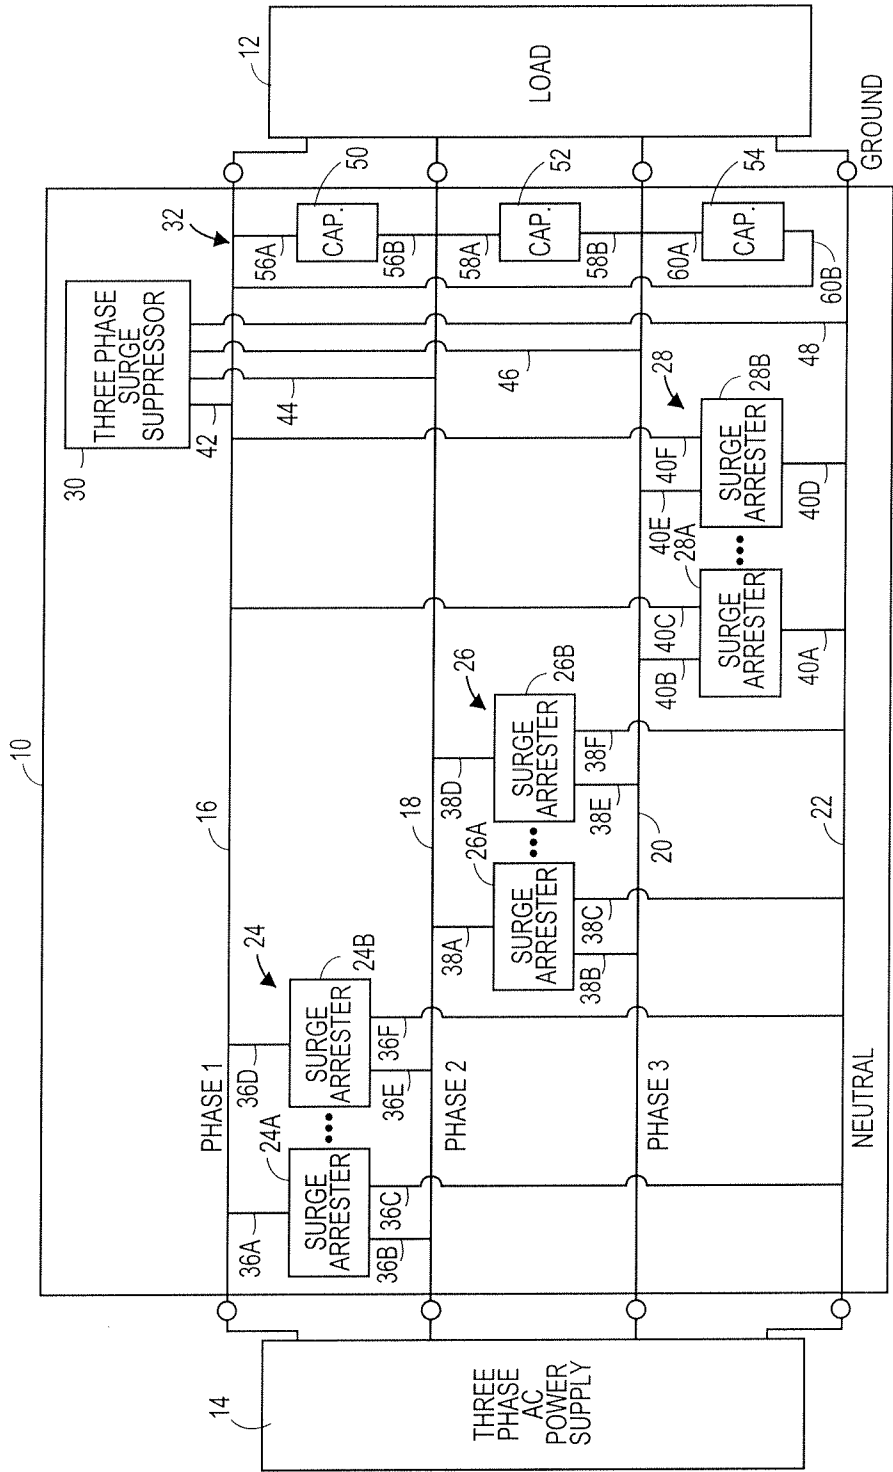 10
THREE PHASE
SURGE
SUPPRESSOR
30
32
12
14
PHASE 1
16
42
44
36A
24A
36D
24
24B
56A
50
SURGE
ARRESTER
SURGE
ARRESTER
CAP.
36B
36C
36E
36F
56B
PHASE 2
18
38A
26A
38D
26
26B
46
58A
52
THREE
PHASE
AC
POWER
SUPPLY
SURGE
ARRESTER
SURGE
ARRESTER
CAP.
LOAD
38B
38C
38E
38F
58B
PHASE 3
20
40B
40C
28A
40E
40F
28
28B
60A
54
SURGE
ARRESTER
SURGE
ARRESTER
CAP.
40A
40D
48
60B
NEUTRAL
22
GROUND